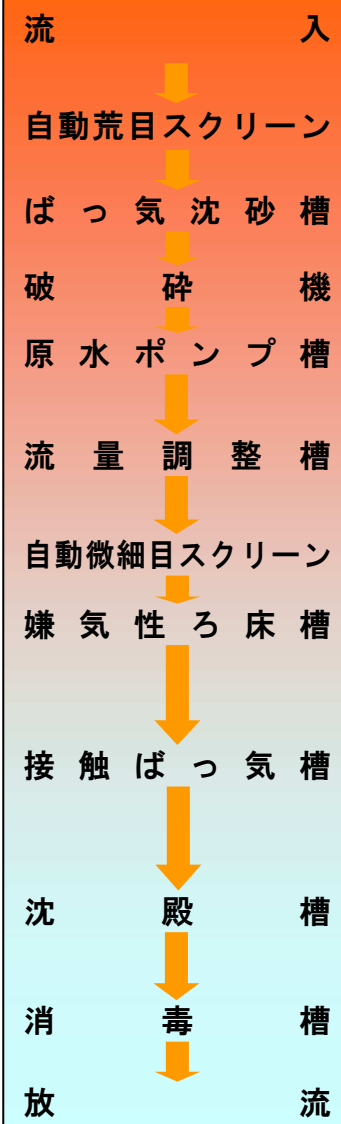 流入
自動荒目スクリーン
ばっ気沈砂槽
破砕機
原水ポンプ槽
流量調整槽
自動微細目スクリーン
嫌気性ろ床槽
接触ばっ気槽
沈殿槽
消毒槽
放流